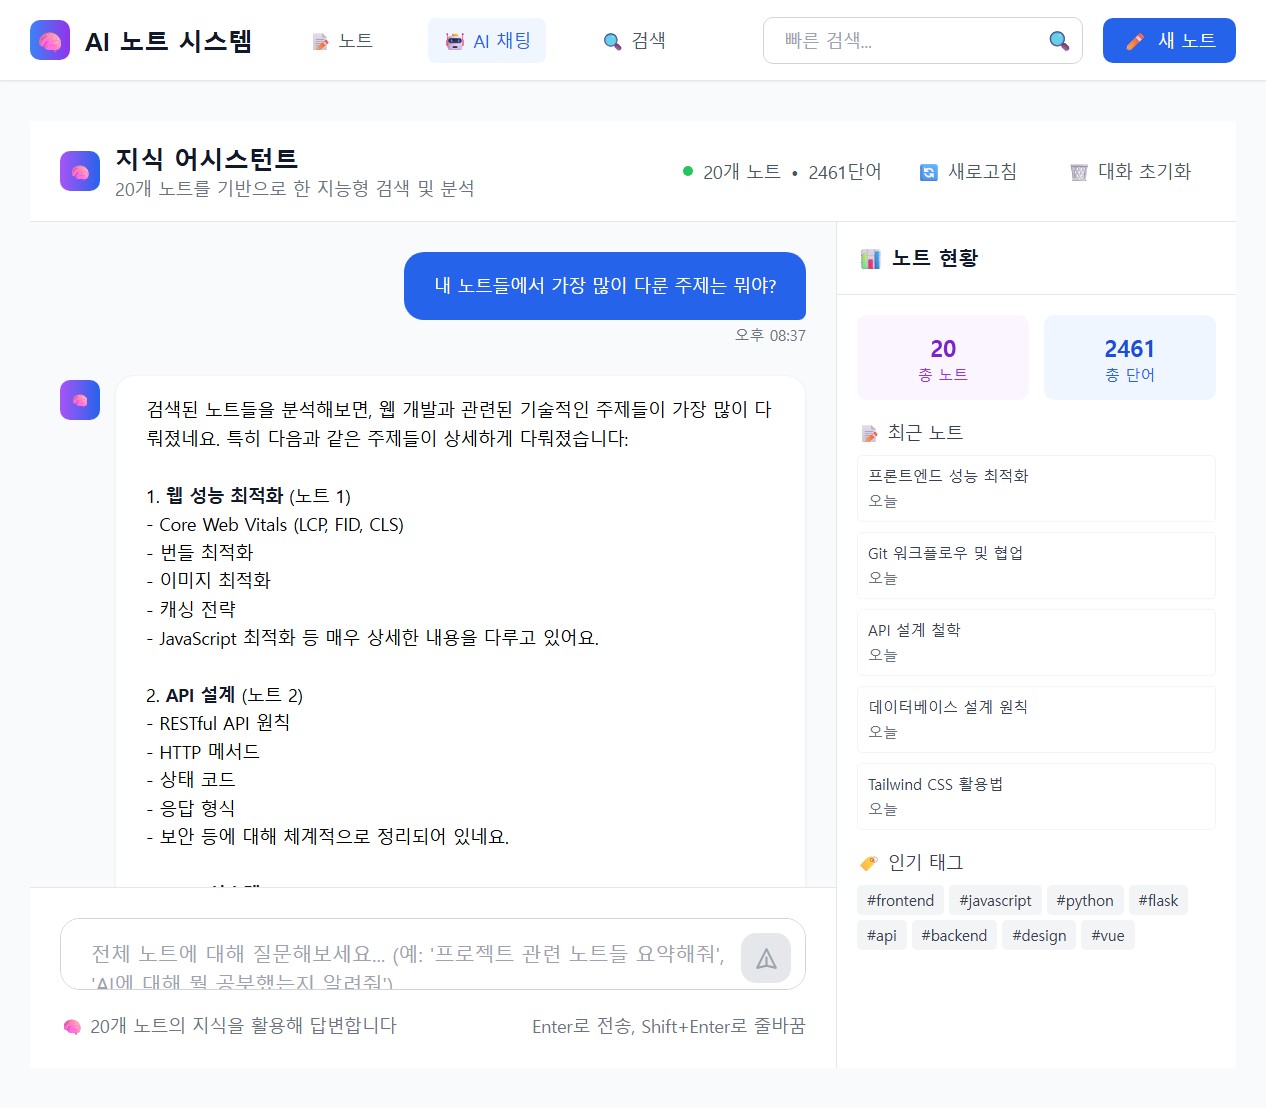 AI 노트 시스템
노트
AI 채팅
검색
빠른 검색...
새 노트
지식 어시스턴트
20개 노트를 기반으로 한 지능형 검색 및 분석
20개 노트 • 2461단어
새로고침
대화 초기화
내 노트들에서 가장 많이 다룬 주제는 뭐야?
오후 08:37
검색된 노트들을 분석해보면, 웹 개발과 관련된 기술적인 주제들이 가장 많이 다
뤄졌네요. 특히 다음과 같은 주제들이 상세하게 다뤄졌습니다:
1. 웹 성능 최적화 (노트 1)
- Core Web Vitals (LCP, FID, CLS)
- 번들 최적화
- 이미지 최적화
- 캐싱 전략
- JavaScript 최적화 등 매우 상세한 내용을 다루고 있어요.
2. API 설계 (노트 2)
- RESTful API 원칙
- HTTP 메서드
- 상태 코드
- 응답 형식
- 보안 등에 대해 체계적으로 정리되어 있네요.
전체 노트에 대해 질문해보세요... (예: '프로젝트 관련 노트들 요약해줘',
'AI에 대해 뭘 공부했는지 알려줘')
20개 노트의 지식을 활용해 답변합니다
Enter로 전송, Shift+Enter로 줄바꿈
노트 현황
20
총 노트
2461
총 단어
최근 노트
프론트엔드 성능 최적화
오늘
Git 워크플로우 및 협업
오늘
API 설계 철학
오늘
데이터베이스 설계 원칙
오늘
Tailwind CSS 활용법
오늘
인기 태그
#frontend #javascript #python #flask
#api #backend #design #vue